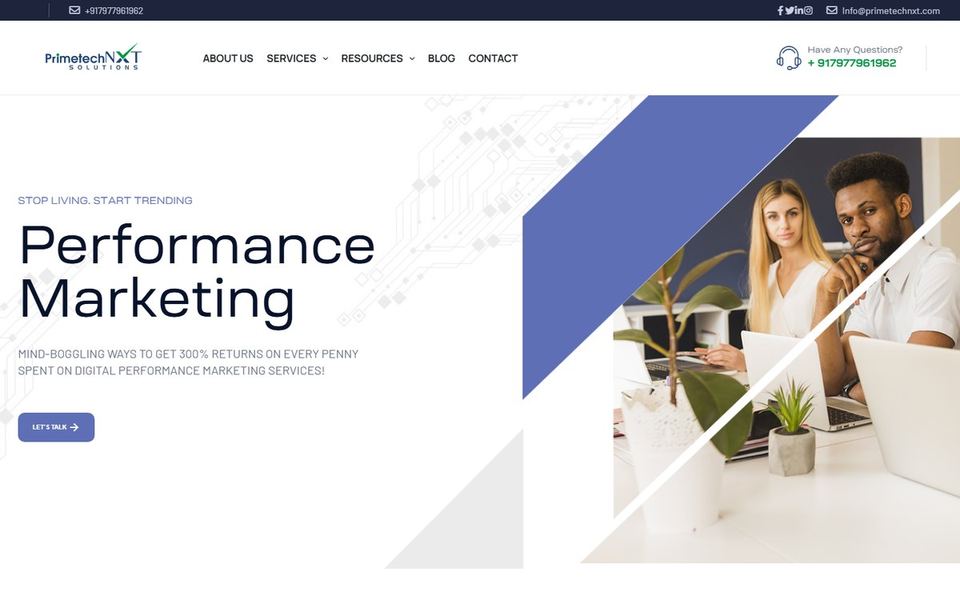 +917977961962
Info@primetechnxt.com
PrimetechNXT
SOLUTIONS
ABOUT US
SERVICES
RESOURCES
BLOG
CONTACT
Have Any Questions?
+ 917977961962
STOP LIVING. START TRENDING
Performance
Marketing
MIND-BOGGLING WAYS TO GET 300% RETURNS ON EVERY PENNY
SPENT ON DIGITAL PERFORMANCE MARKETING SERVICES!
LET'S TALK